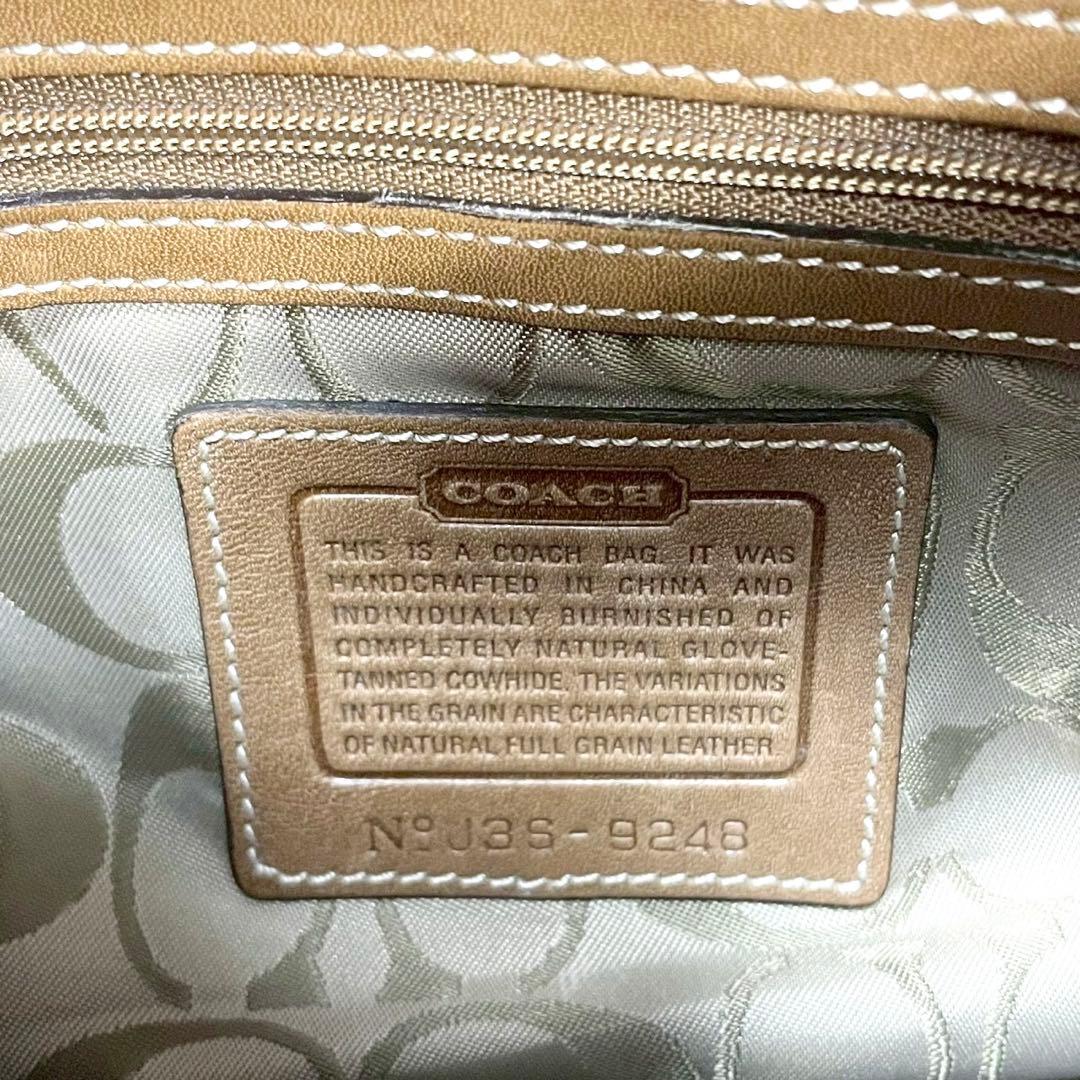 COACH
THIS IS A COACH BAG. IT WAS
HANDCRAFTED IN CHINA AND
INDIVIDUALLY BURNISHED OF
COMPLETELY NATURAL GLOVE-
TANNED COWHIDE. THE VARIATIONS
IN THE GRAIN ARE CHARACTERISTIC
OF NATURAL FULL GRAIN LEATHER
Nº J3S-9248